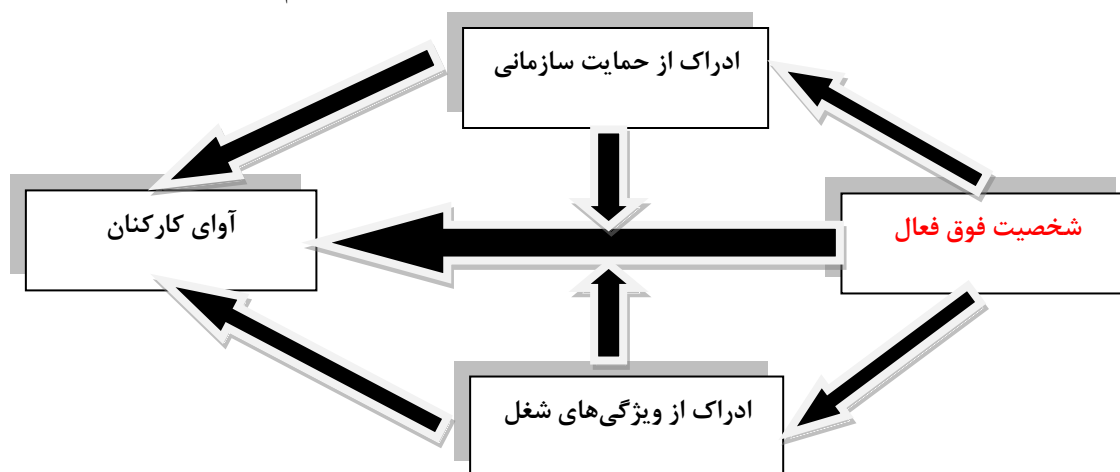 ادراک از حمایت سازمانی
شخصیت فوق فعال
آوای کارکنان
ادراک از ویژگی‌های شغل